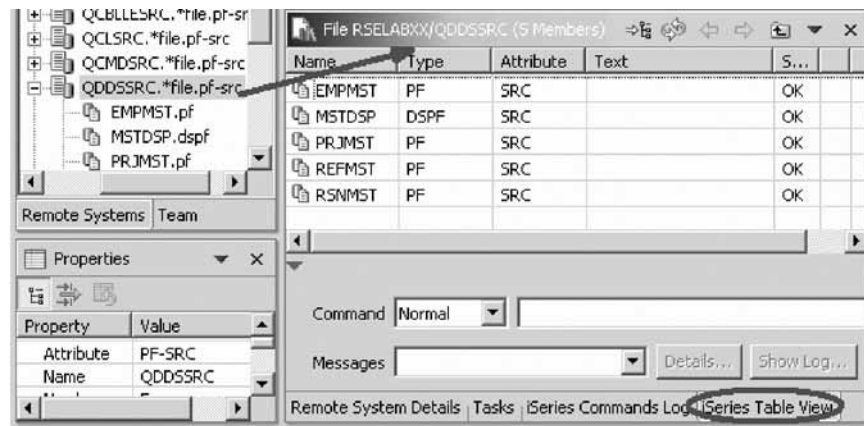 QCBLLESRC.*file.pf-sr
QCLSRC.*file.pf-src
QCMDSRC.*file.pf-src
QDDSSRC.*file.pf-src
EMPMST.pf
MSTDSP.dspf
PRJMST.pf
Remote Systems Team
Properties
Property Value
Attribute PF-SRC
Name QDDSSRC
File RSELABXX/QDDSSRC (5 Members)
Name Type Attribute Text S...
EMPMST PF SRC OK
MSTDSP DSPF SRC OK
PRJMST PF SRC OK
REFMST PF SRC OK
RSNMST PF SRC OK
Command Normal
Messages Details... Show Log...
Remote System Details Tasks iSeries Commands Log iSeries Table View